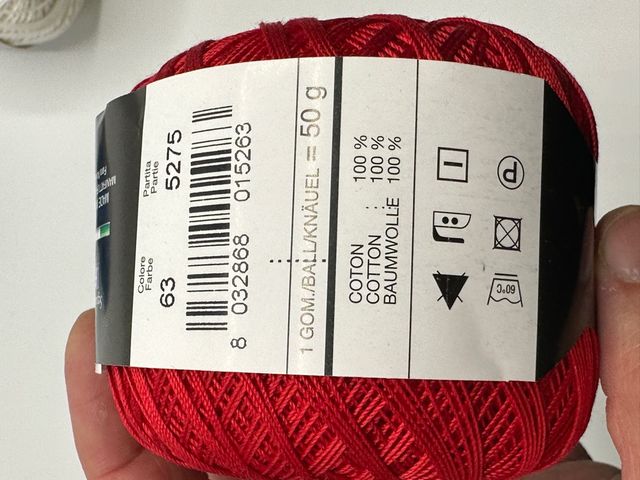 MADE
Colore
Farbe
63
Partita
Partie
5275
8 032868 015263
1 GOM./BALL/KNÄUEL = 50 g
COTON : 100 %
COTTON : 100 %
BAUMWOLLE 100 %
P
60°C